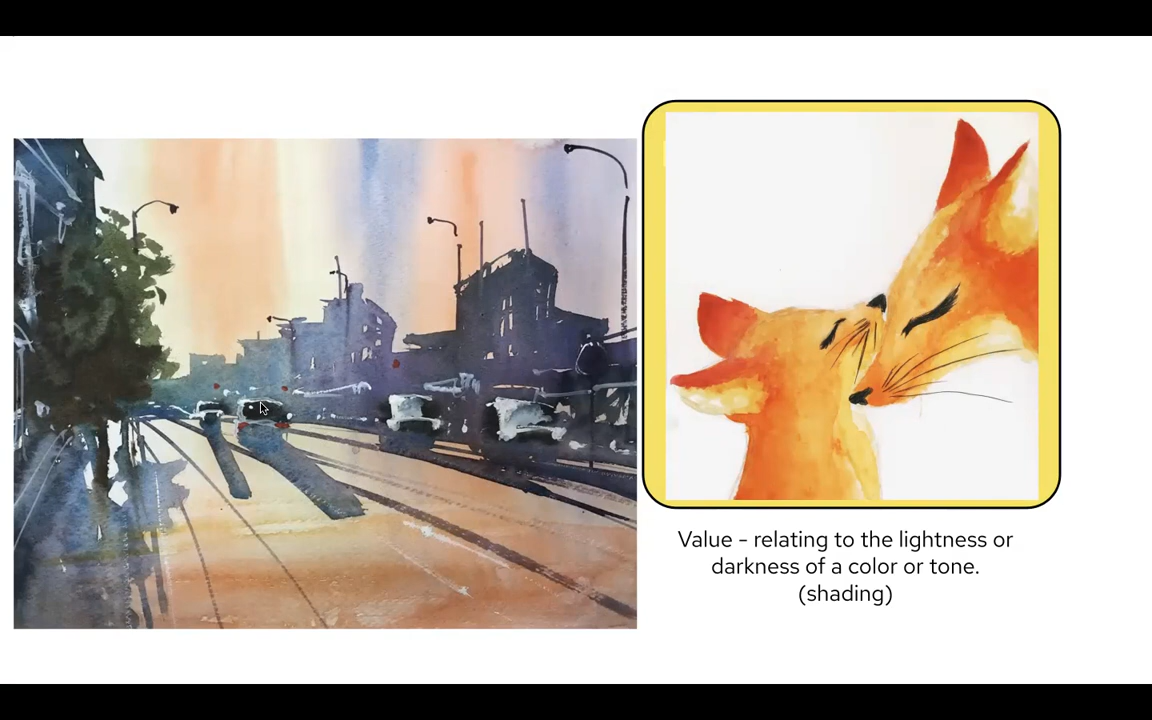 Value - relating to the lightness or
darkness of a color or tone.
(shading)